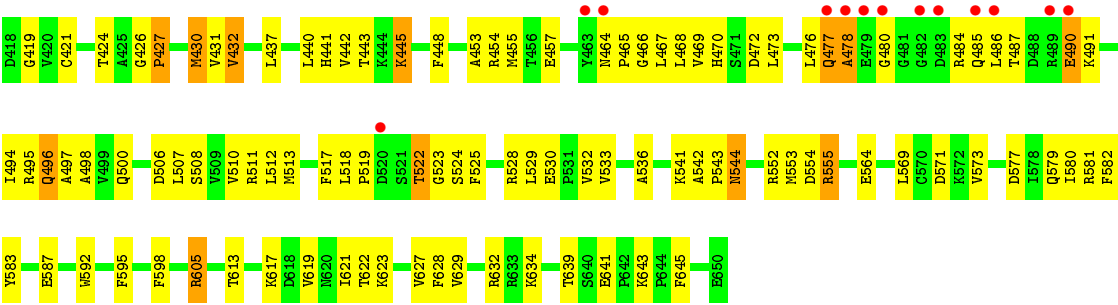 D418 G419 V420 C421 T424 A425 G426 P427 M430 V431 V432 L437 L440 H441 V442 T443 K444 K445 F448 A453 R454 M455 T456 E457 Y463 N464 P465 G466 L467 L468 V469 H470 S471 D472 L473 L476 Q477 A478 E479 G480 G481 G482 D483 R484 Q485 L486 T487 D488 R489 E490 K491
I494 R495 Q496 A497 A498 V499 Q500 D506 L507 S508 V509 V510 R511 L512 M513 F517 L518 P519 D520 S521 T522 G523 S524 F525 R528 L529 E530 P531 V532 V533 A536 K541 A542 P543 N544 R552 M553 D554 R555 E564 L569 C570 D571 K572 V573 D577 I578 Q579 I580 R581 F582
Y583 E587 W592 F595 F598 R605 T613 K617 D618 V619 N620 I621 T622 K623 V627 F628 V629 R632 R633 K634 T639 S640 E641 P642 K643 P644 F645 E650